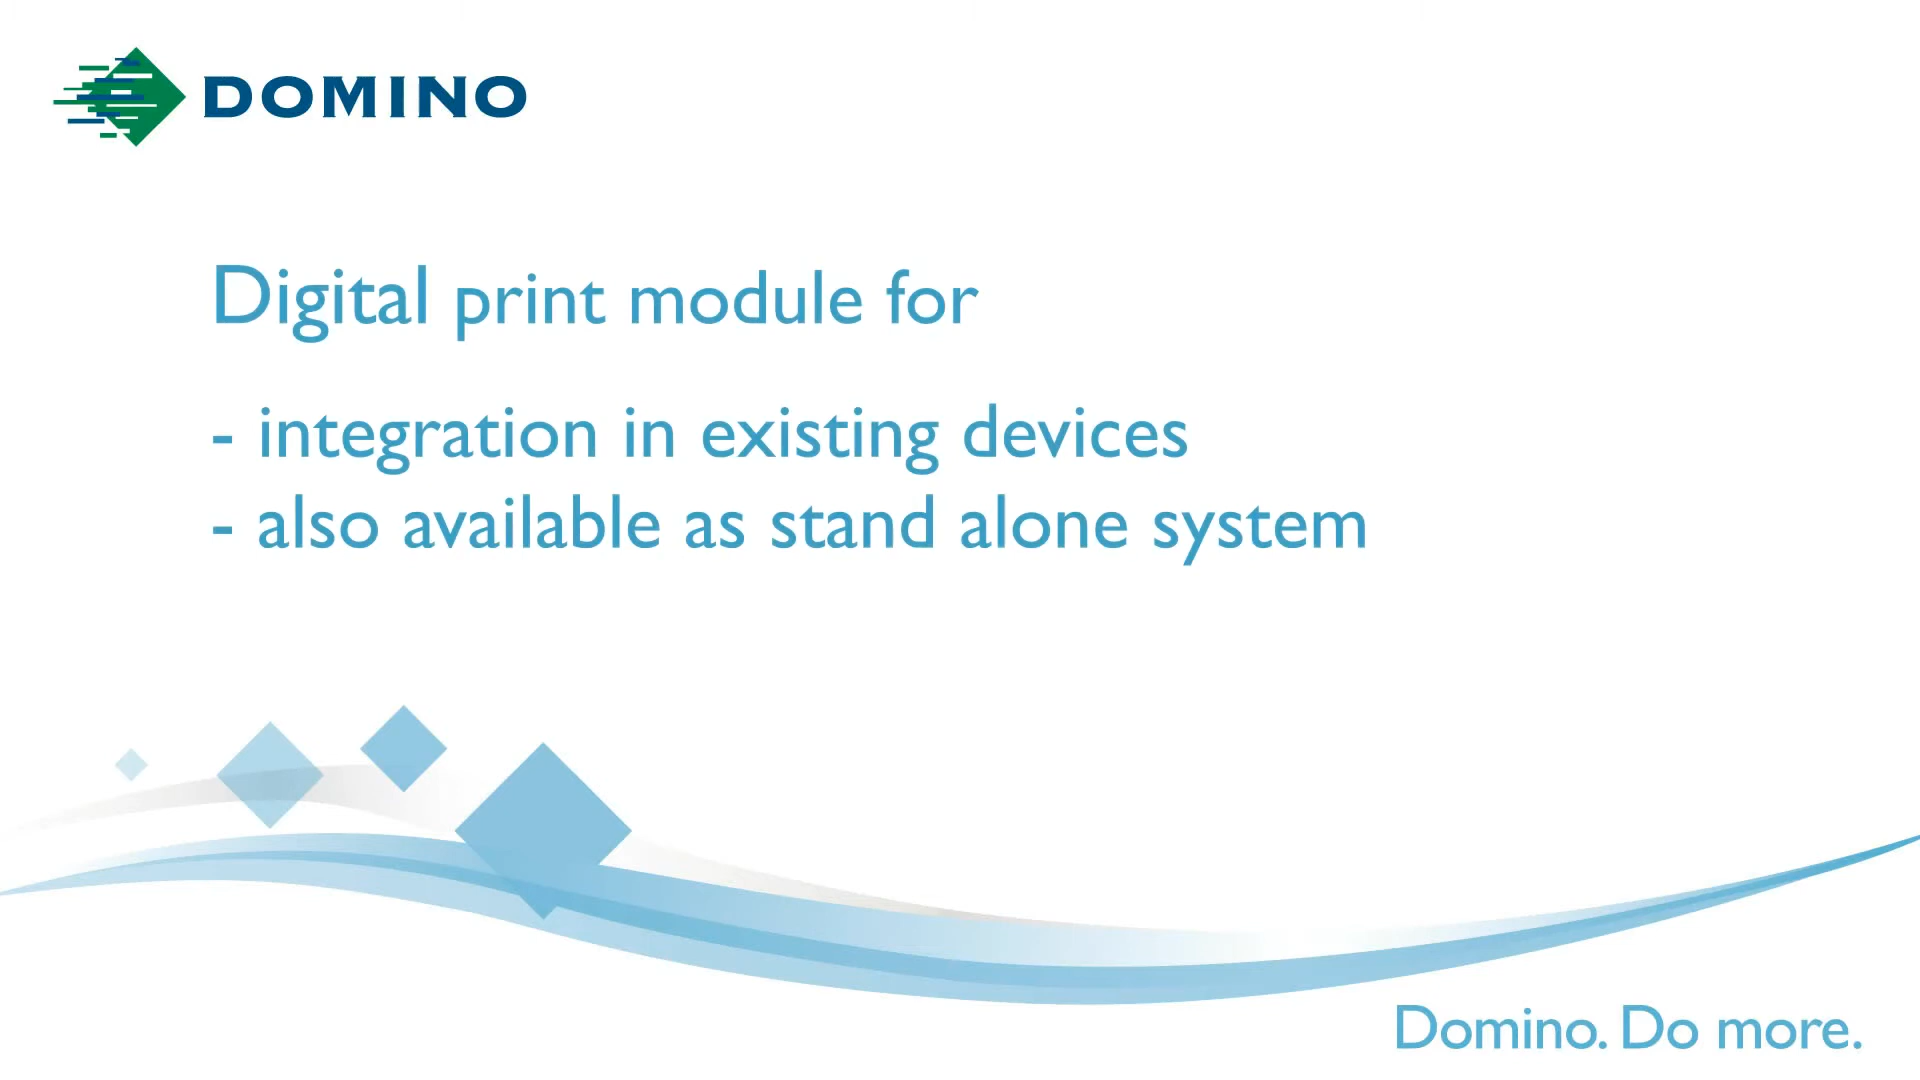 DOMINO
Digital print module for
- integration in existing devices
- also available as stand alone system
Domino. Do more.